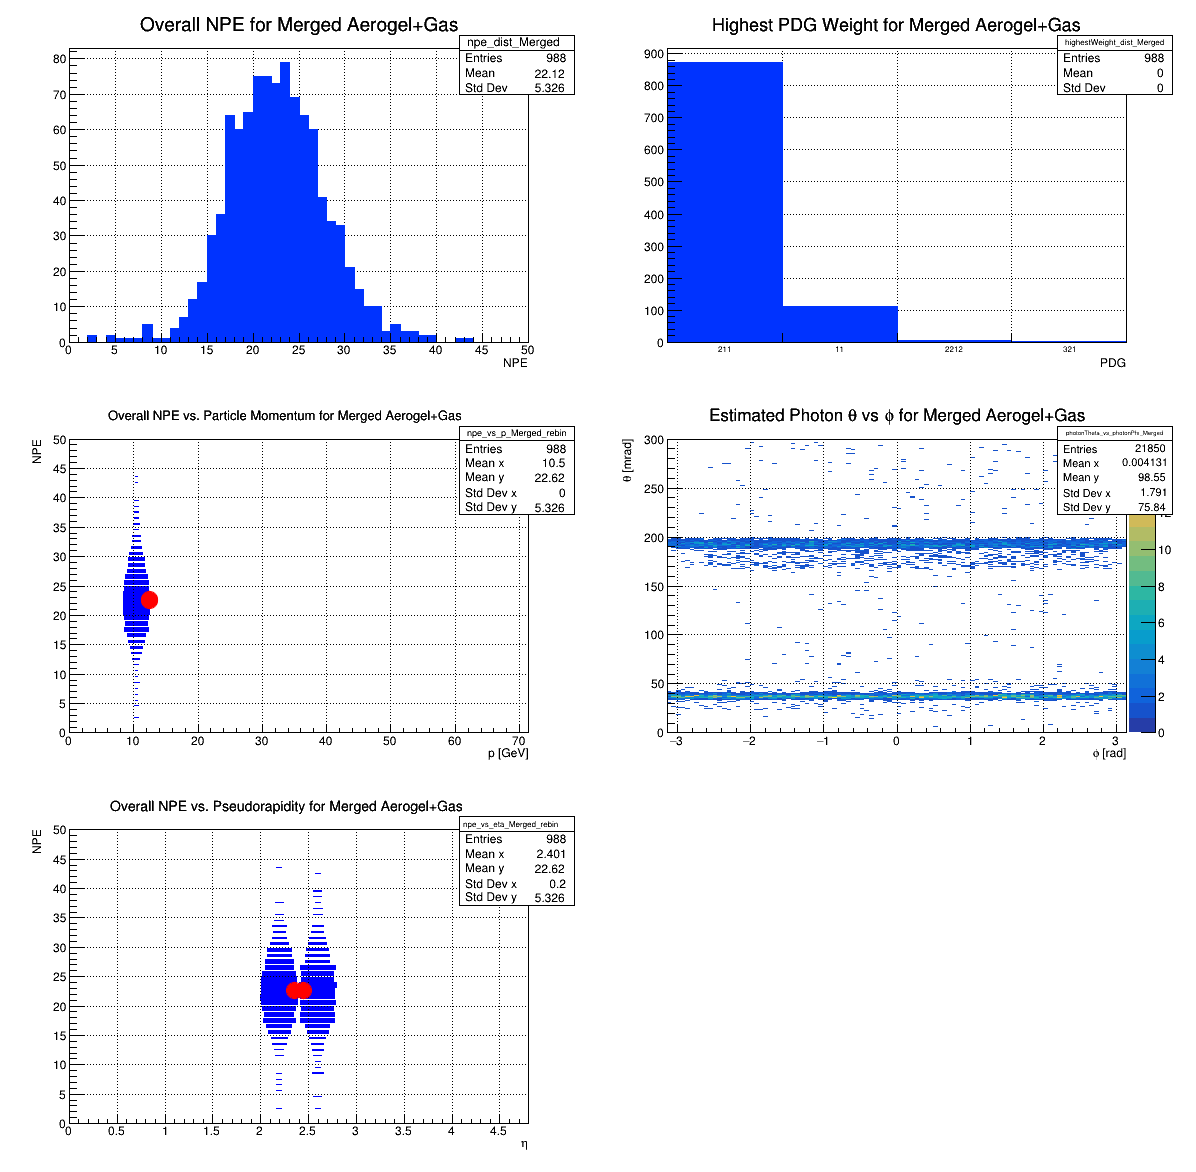 Overall NPE for Merged Aerogel+Gas
npe_dist_Merged
Entries 988
Mean 22.12
Std Dev 5.326
80
70
60
50
40
30
20
10
0
0 5 10 15 20 25 30 35 40 45 50
NPE
Highest PDG Weight for Merged Aerogel+Gas
highestWeight_dist_Merged
Entries 988
Mean 0
Std Dev 0
900
800
700
600
500
400
300
200
100
0
211 11 2212 321
PDG
Overall NPE vs. Particle Momentum for Merged Aerogel+Gas
npe_vs_p_Merged_rebin
Entries 988
Mean x 10.5
Mean y 22.62
Std Dev x 0
Std Dev y 5.326
NPE
50
45
40
35
30
25
20
15
10
5
0
0 10 20 30 40 50 60 70
p [GeV]
Estimated Photon θ vs ϕ for Merged Aerogel+Gas
photonTheta_vs_photonPhi_Merged
Entries 21850
Mean x 0.004131
Mean y 98.55
Std Dev x 1.791
Std Dev y 75.84
θ [mrad]
300
250
200
150
100
50
0
−3 −2 −1 0 1 2 3
ϕ [rad]
10
8
6
4
2
0
Overall NPE vs. Pseudorapidity for Merged Aerogel+Gas
npe_vs_eta_Merged_rebin
Entries 988
Mean x 2.401
Mean y 22.62
Std Dev x 0.2
Std Dev y 5.326
NPE
50
45
40
35
30
25
20
15
10
5
0
0 0.5 1 1.5 2 2.5 3 3.5 4 4.5
η